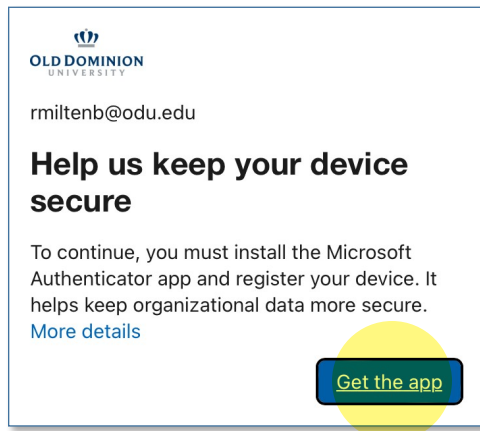 OLD DOMINION
UNIVERSITY
rmiltenb@odu.edu
Help us keep your device
secure
To continue, you must install the Microsoft
Authenticator app and register your device. It
helps keep organizational data more secure.
More details
Get the app